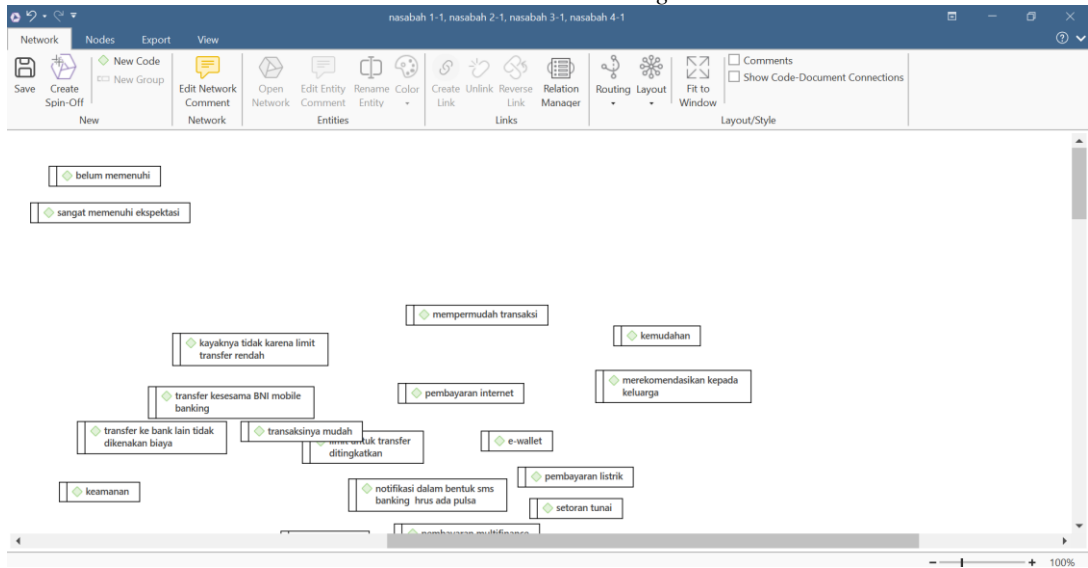 nasabah 1-1, nasabah 2-1, nasabah 3-1, nasabah 4-1
Network Nodes Export View
Save
Create Spin-Off
New Code
New Group
New
Edit Network Comment
Network
Open Network
Edit Entity Comment
Rename Entity
Color
Entities
Create Link
Unlink
Reverse Link
Relation Manager
Links
Routing
Layout
Fit to Window
Comments
Show Code-Document Connections
Layout/Style
belum memenuhi
sangat memenuhi ekspektasi
mempermudah transaksi
kemudahan
kayaknya tidak karena limit
transfer rendah
merekomendasikan kepada
keluarga
transfer kesesama BNI mobile
banking
pembayaran internet
transfer ke bank lain tidak
dikenakan biaya
transaksinya mudah
limit untuk transfer
ditingkatkan
e-wallet
pembayaran listrik
keamanan
notifikasi dalam bentuk sms
banking hrus ada pulsa
setoran tunai
pembayaran multifinance
100%